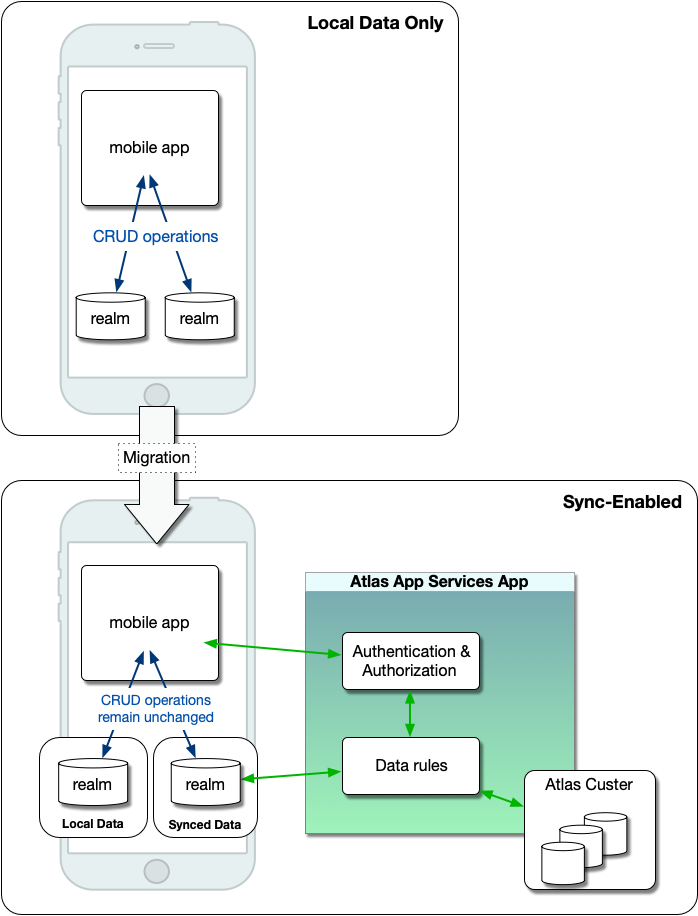 Local Data Only
mobile app
CRUD operations
realm
realm
Migration
Sync-Enabled
Atlas App Services App
mobile app
Authentication &
Authorization
CRUD operations
remain unchanged
Data rules
realm
realm
Atlas Custer
Local Data
Synced Data